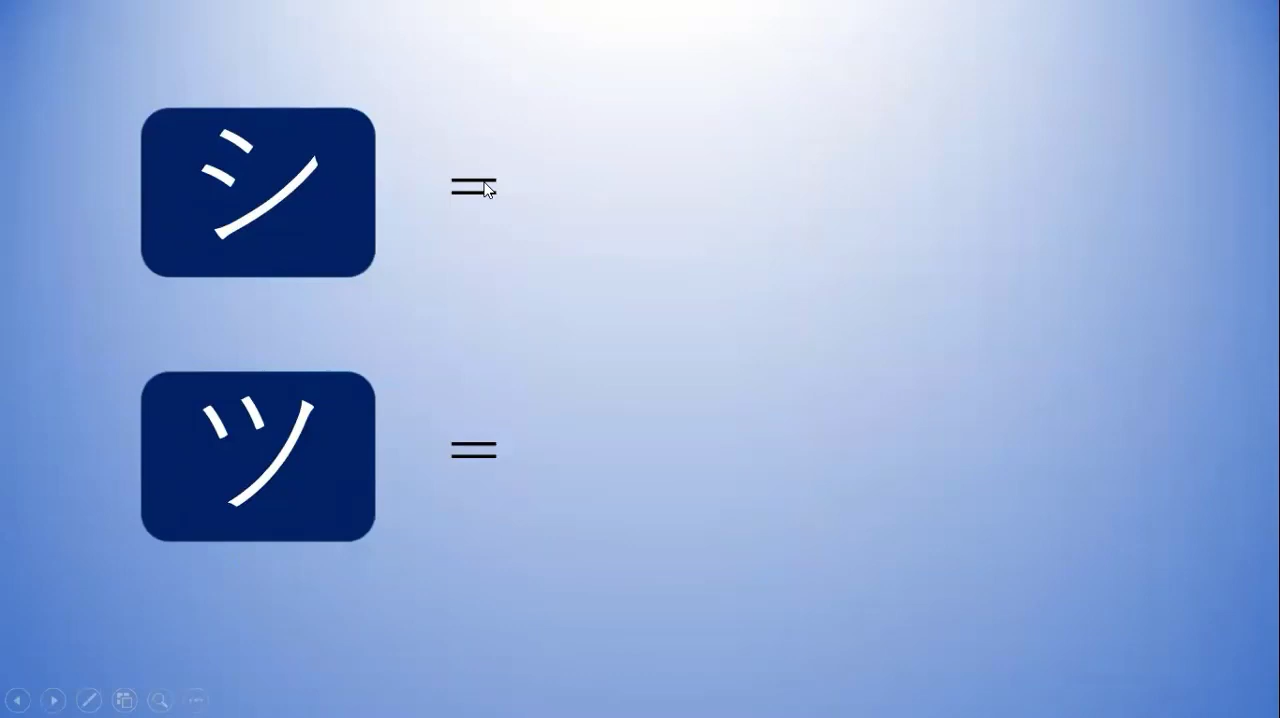 シ =
ツ =